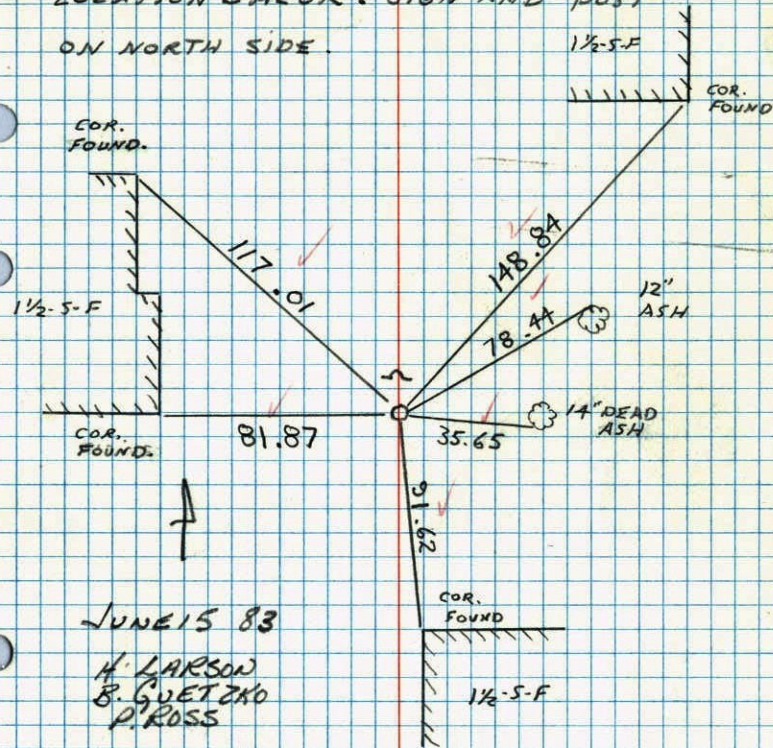 ON NORTH SIDE.
1½-S-F
COR.
FOUND
COR.
FOUND.
117.01
148.84
12"
ASH
78.44
1½-S-F
14" DEAD
ASH
81.87
35.65
COR.
FOUND.
91.62
COR.
FOUND
JUNE 15 83
H. LARSON
B. GUETZKO
P. ROSS
1½-S-F